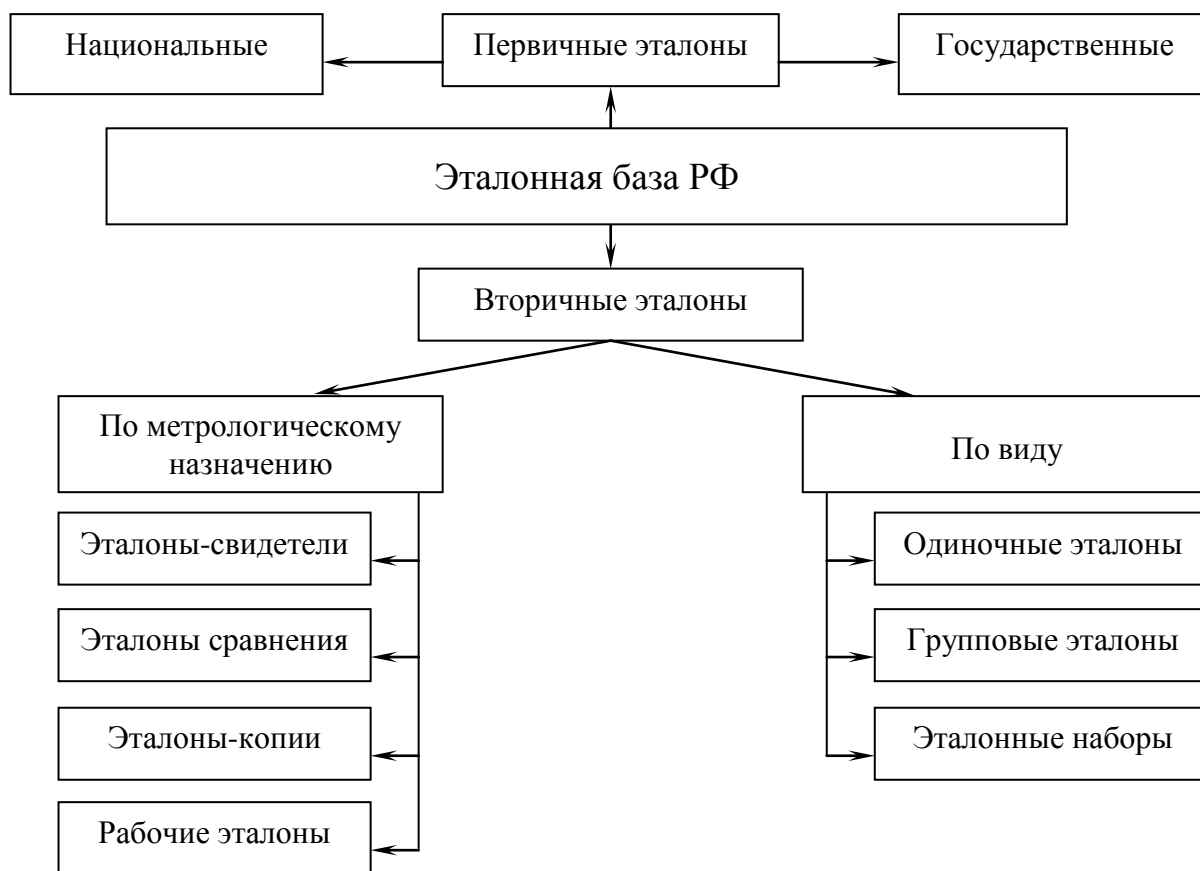 Национальные
Первичные эталоны
Государственные
Эталонная база РФ
Вторичные эталоны
По метрологическому
назначению
По виду
Эталоны-свидетели
Одиночные эталоны
Эталоны сравнения
Групповые эталоны
Эталоны-копии
Эталонные наборы
Рабочие эталоны